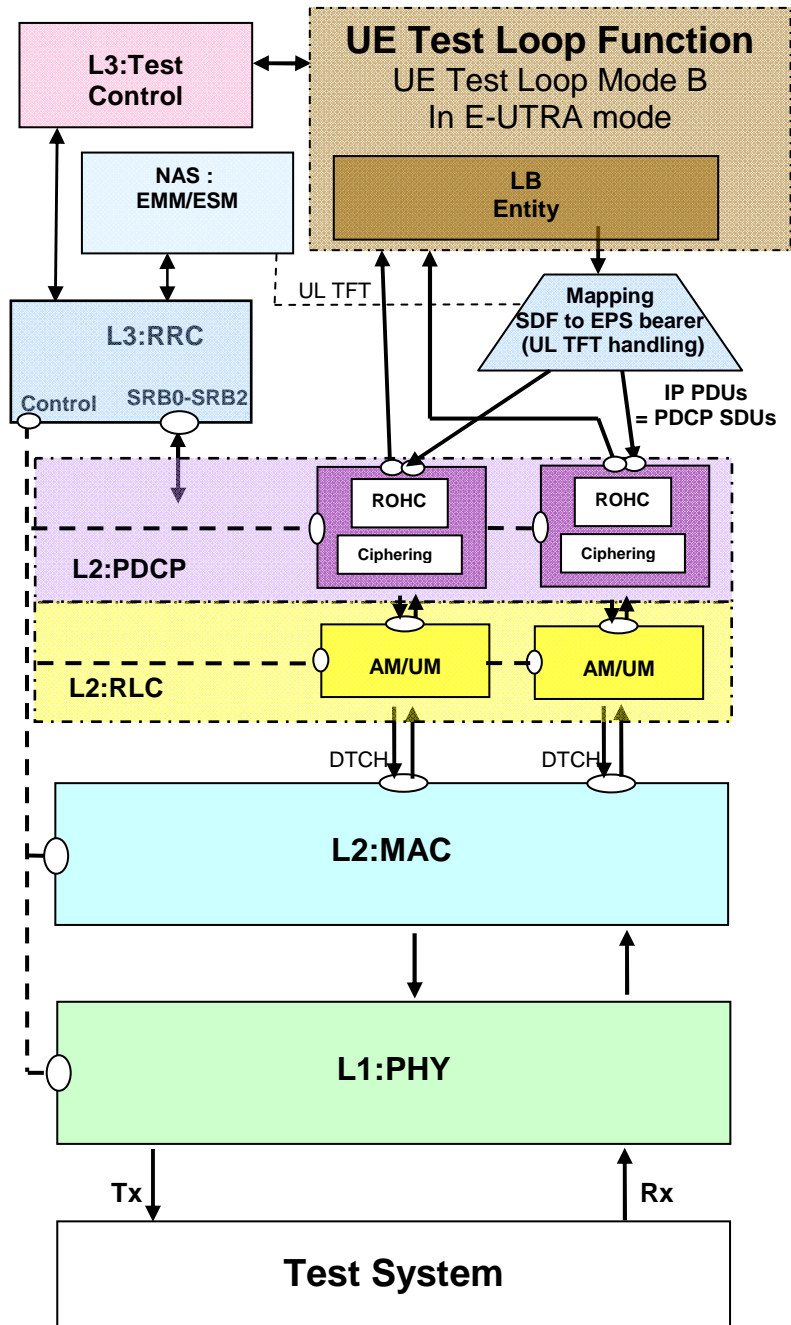 UE Test Loop Function
UE Test Loop Mode B
In E-UTRA mode
L3:Test
Control
LB
Entity
NAS :
EMM/ESM
UL TFT
Mapping
SDF to EPS bearer
(UL TFT handling)
L3:RRC
Control
SRB0-SRB2
IP PDUs
= PDCP SDUs
ROHC
Ciphering
ROHC
Ciphering
L2:PDCP
AM/UM
AM/UM
L2:RLC
DTCH
DTCH
L2:MAC
L1:PHY
Tx
Rx
Test System